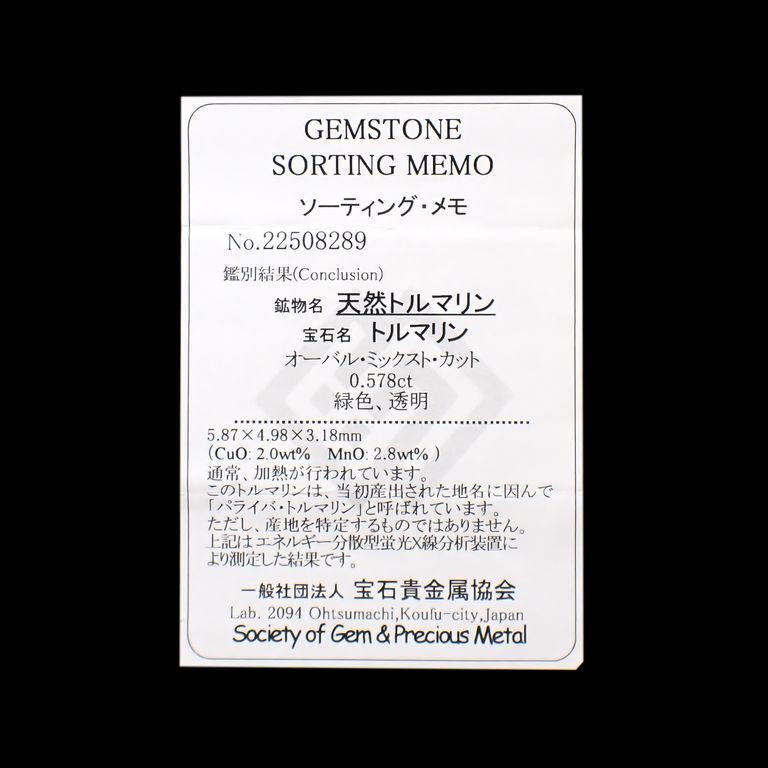 GEMSTONE
SORTING MEMO
ソーティング・メモ
No.22508289
鑑別結果(Conclusion)
鉱物名 天然トルマリン
宝石名 トルマリン
オーバル・ミックスト・カット
0.578ct
緑色、透明
5.87×4.98×3.18mm
(CuO: 2.0wt% MnO: 2.8wt% )
通常、加熱が行われています。
このトルマリンは、当初産出された地名に因んで
「パライバ・トルマリン」と呼ばれています。
ただし、産地を特定するものではありません。
上記はエネルギー分散型蛍光X線分析装置に
より測定した結果です。
一般社団法人 宝石貴金属協会
Lab. 2094 Ohtsumachi,Koufu-city,Japan
Society of Gem & Precious Metal